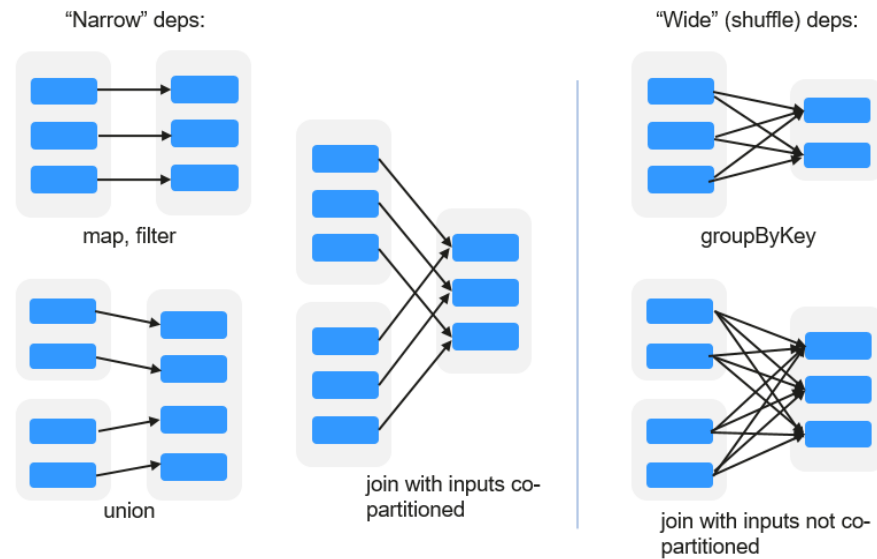 “Narrow” deps:
“Wide” (shuffle) deps:
map, filter
groupByKey
union
join with inputs co-
partitioned
join with inputs not co-
partitioned